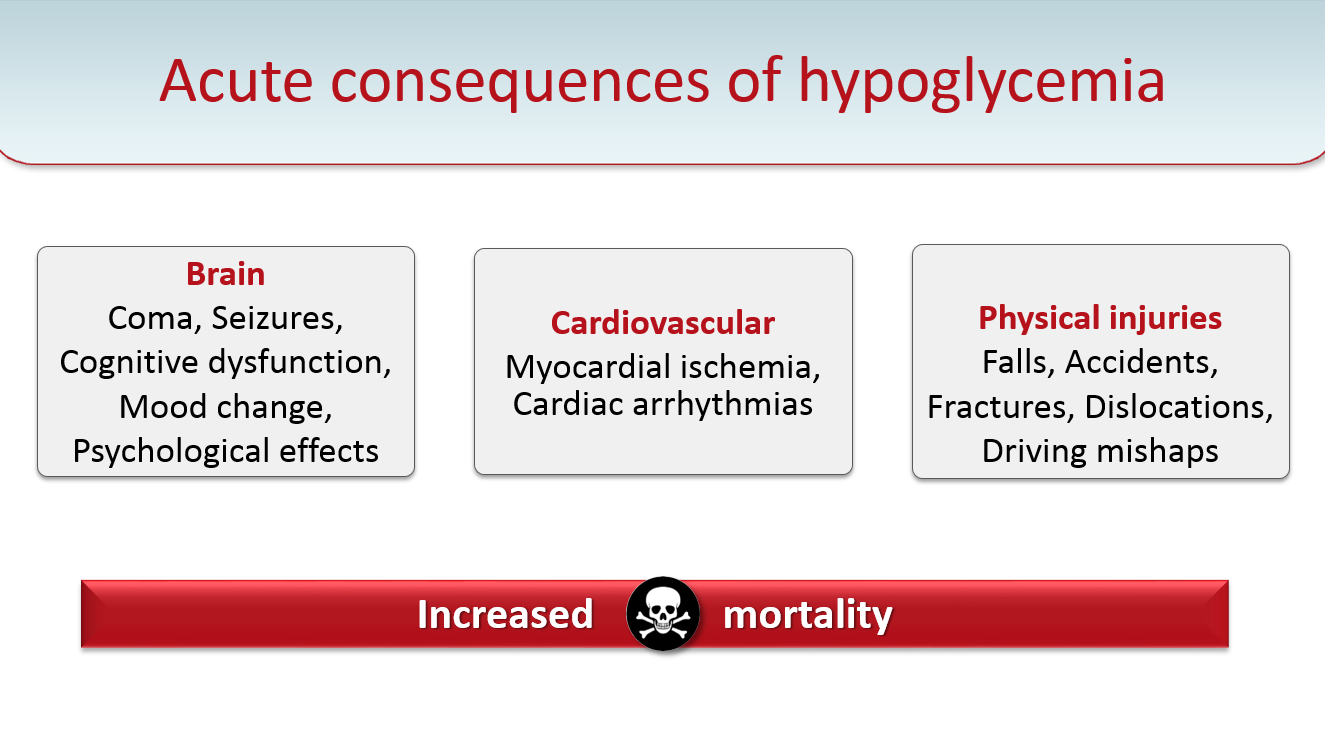 Acute consequences of hypoglycemia
Brain
Coma, Seizures,
Cognitive dysfunction,
Mood change,
Psychological effects
Cardiovascular
Myocardial ischemia,
Cardiac arrhythmias
Physical injuries
Falls, Accidents,
Fractures, Dislocations,
Driving mishaps
Increased mortality